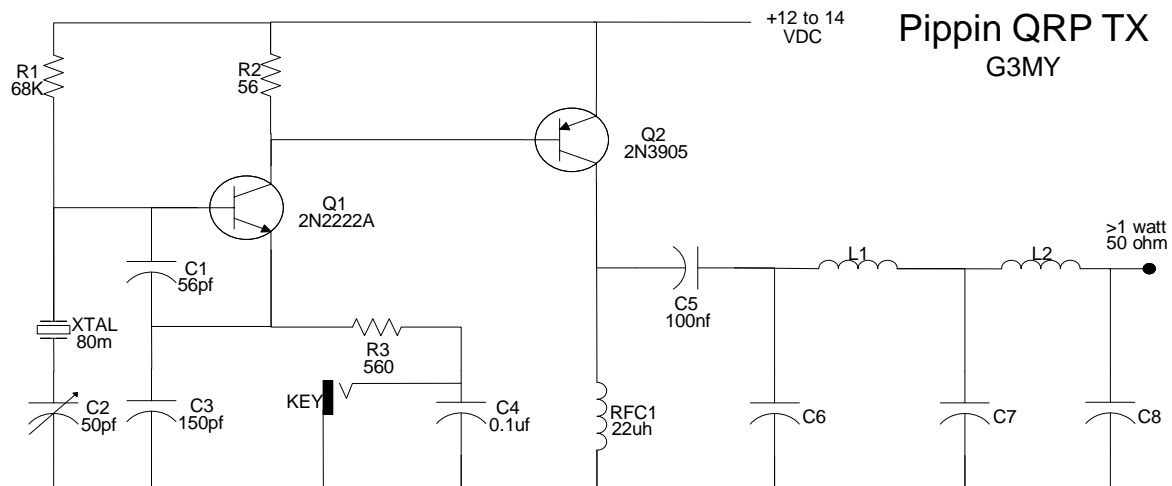 +12 to 14
VDC
Pippin QRP TX
G3MY
R1
68K
R2
56
Q2
2N3905
Q1
2N2222A
>1 watt
50 ohm
L1
L2
C1
56pf
C5
100nf
XTAL
80m
R3
560
KEY
C2
50pf
C3
150pf
C4
0.1uf
RFC1
22uh
C6
C7
C8